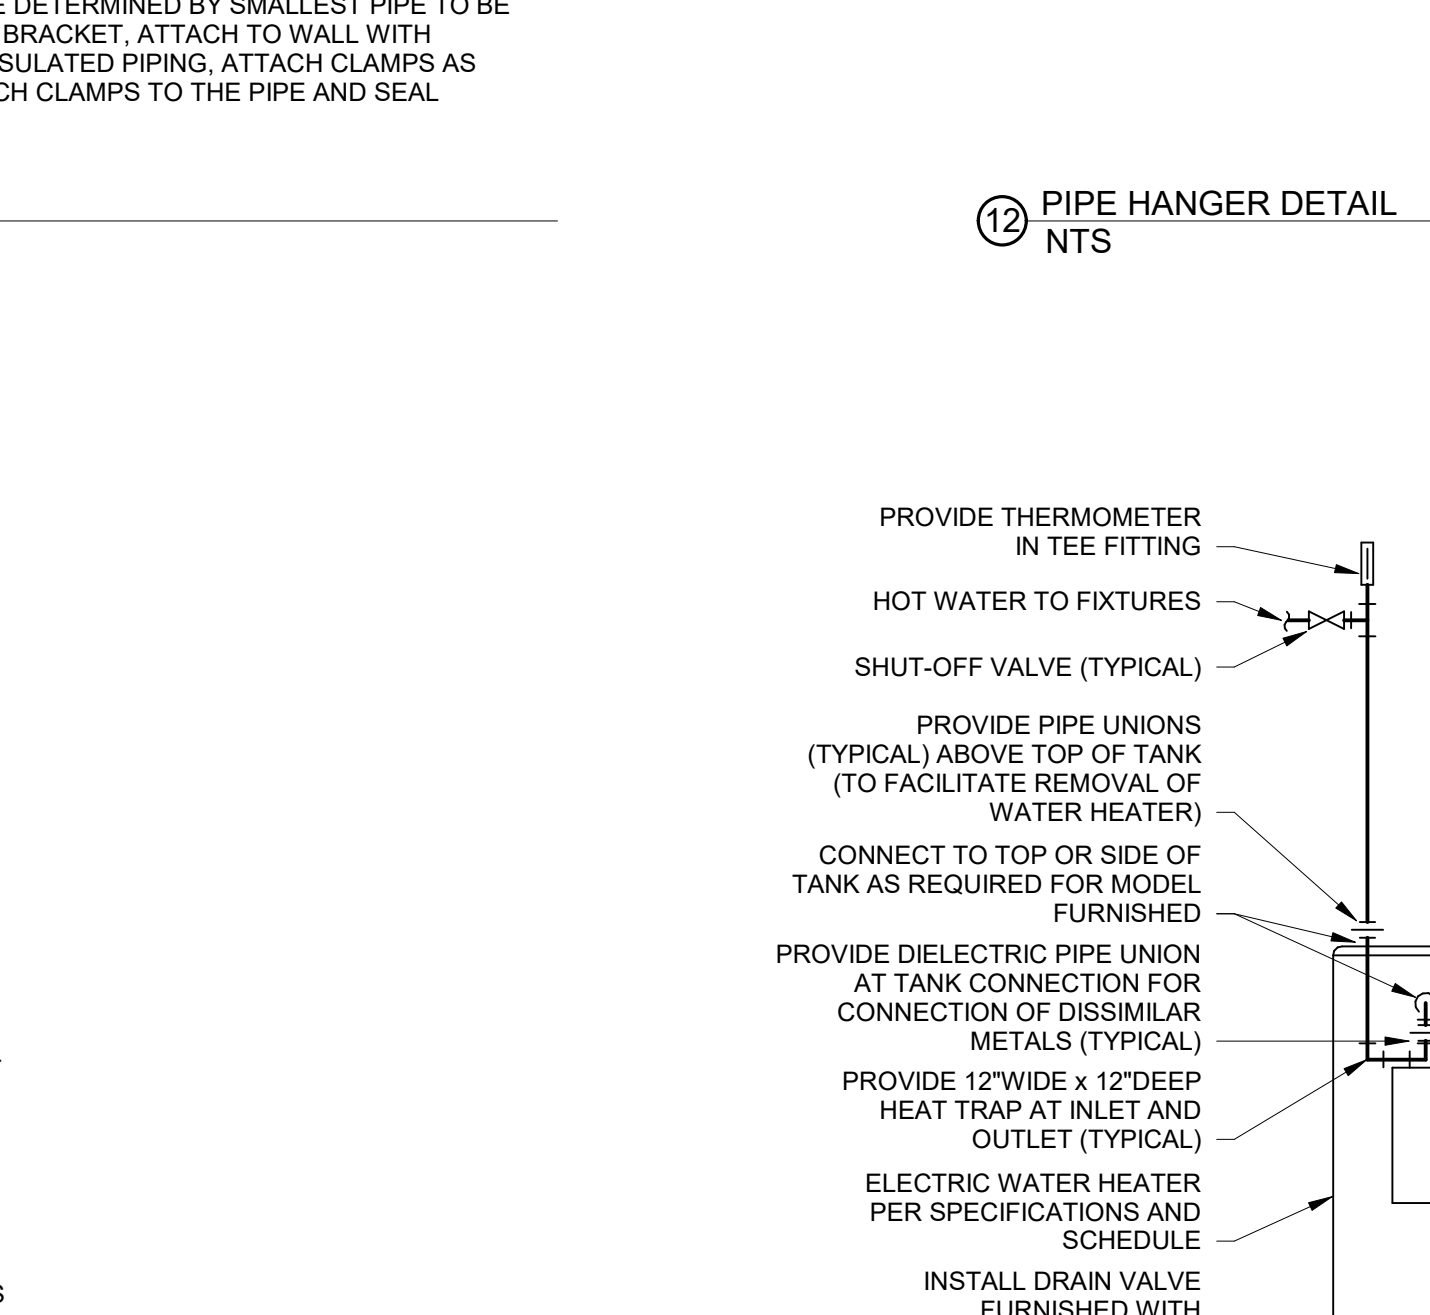 DETERMINED BY SMALLEST PIPE TO BE
BRACKET, ATTACH TO WALL WITH
SULATED PIPING, ATTACH CLAMPS AS
CH CLAMPS TO THE PIPE AND SEAL
12 PIPE HANGER DETAIL
NTS
PROVIDE THERMOMETER
IN TEE FITTING
HOT WATER TO FIXTURES
SHUT-OFF VALVE (TYPICAL)
PROVIDE PIPE UNIONS
(TYPICAL) ABOVE TOP OF TANK
(TO FACILITATE REMOVAL OF
WATER HEATER)
CONNECT TO TOP OR SIDE OF
TANK AS REQUIRED FOR MODEL
FURNISHED
PROVIDE DIELECTRIC PIPE UNION
AT TANK CONNECTION FOR
CONNECTION OF DISSIMILAR
METALS (TYPICAL)
PROVIDE 12"WIDE x 12"DEEP
HEAT TRAP AT INLET AND
OUTLET (TYPICAL)
ELECTRIC WATER HEATER
PER SPECIFICATIONS AND
SCHEDULE
INSTALL DRAIN VALVE
FURNISHED WITH